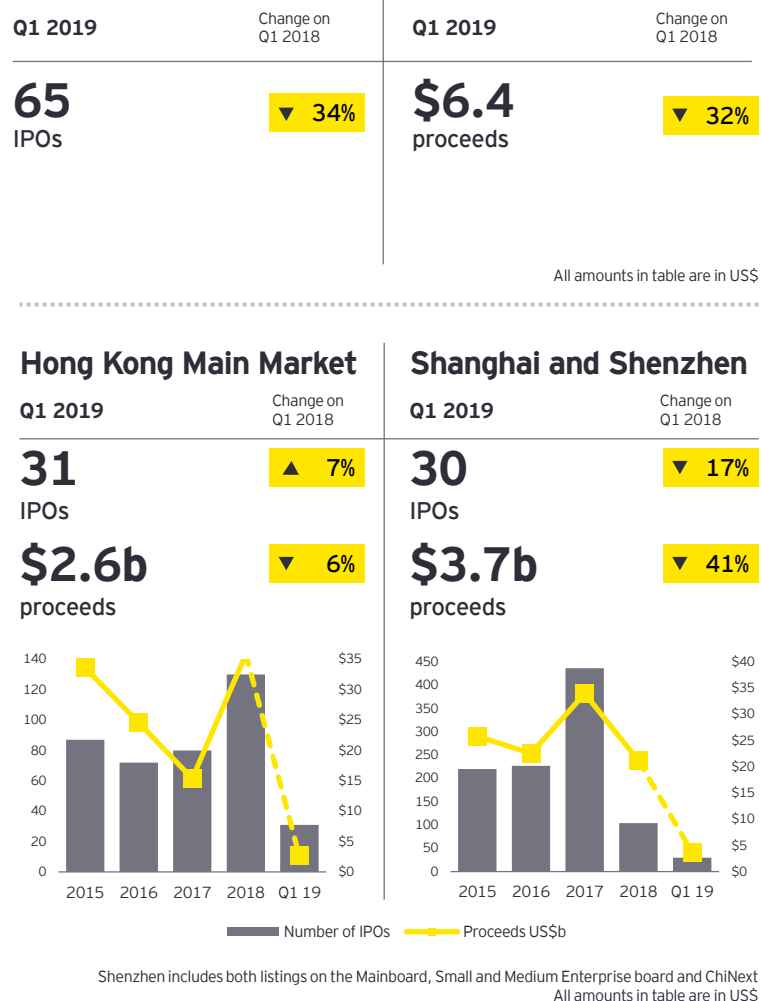 Q1 2019
Change on
Q1 2018
65
IPOs
▼ 34%
Q1 2019
Change on
Q1 2018
$6.4
proceeds
▼ 32%
All amounts in table are in US$
Hong Kong Main Market
Q1 2019
Change on
Q1 2018
31
IPOs
▲ 7%
$2.6b
proceeds
▼ 6%
140
120
100
80
60
40
20
0
$35
$30
$25
$20
$15
$10
$5
$0
2015 2016 2017 2018 Q1 19
Shanghai and Shenzhen
Q1 2019
Change on
Q1 2018
30
IPOs
▼ 17%
$3.7b
proceeds
▼ 41%
450
400
350
300
250
200
150
100
50
0
$40
$35
$30
$25
$20
$15
$10
$5
$0
2015 2016 2017 2018 Q1 19
Number of IPOs Proceeds US$b
Shenzhen includes both listings on the Mainboard, Small and Medium Enterprise board and ChiNext
All amounts in table are in US$